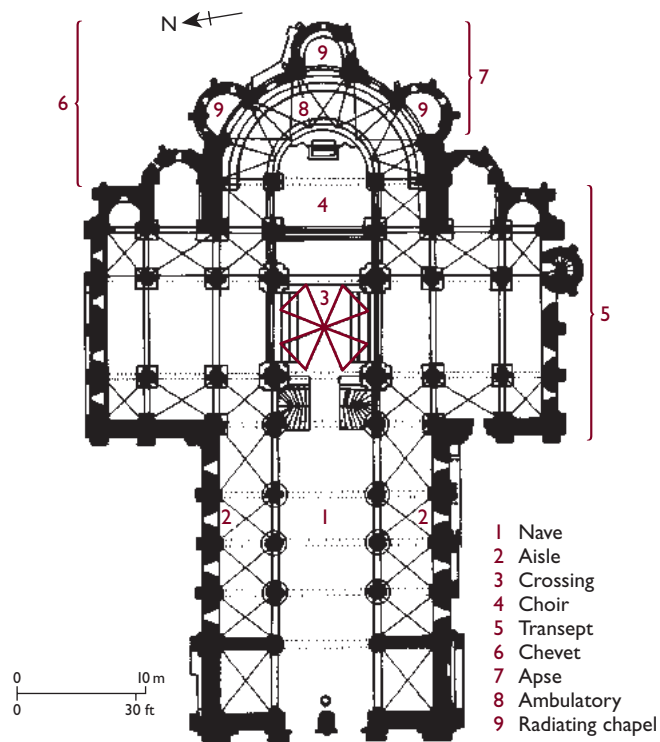 N
9
7
6
9
8
9
4
3
5
2
1
2
1 Nave
2 Aisle
3 Crossing
4 Choir
5 Transept
6 Chevet
7 Apse
8 Ambulatory
9 Radiating chapel
0 10 m
0 30 ft